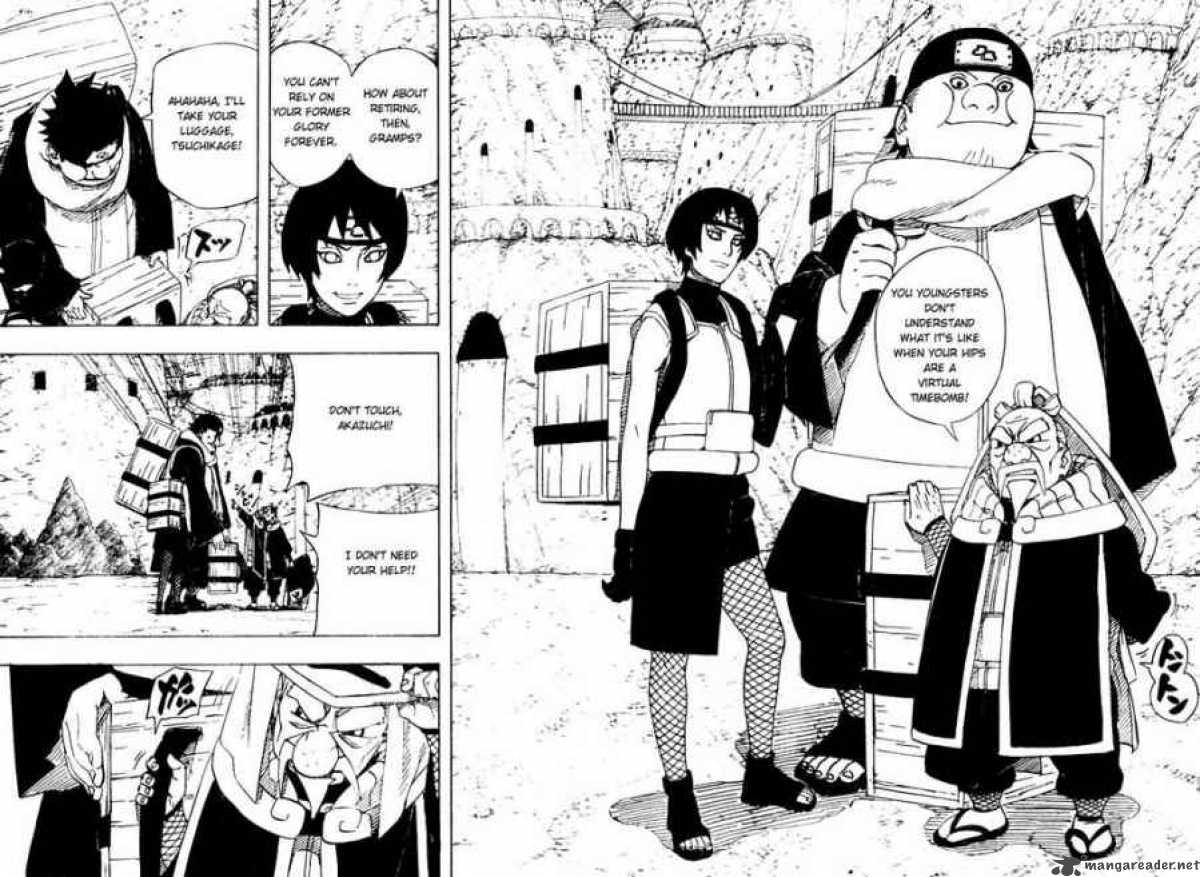 YOU YOUNGSTERS
DON'T
UNDERSTAND
WHAT IT'S LIKE
WHEN YOUR HIPS
ARE A
VIRTUAL
TIMEBOMB!
トン
トン
HOW ABOUT
RETIRING,
THEN,
GRAMPS?
YOU CAN'T
RELY ON
YOUR FORMER
GLORY
FOREVER.
AHAHAHA, I'LL
TAKE YOUR
LUGGAGE,
TSUCHIKAGE!
ズッ
DON'T TOUCH,
AKAZUCHI!
I DON'T NEED
YOUR HELP!!
ガッ
mangareader.net